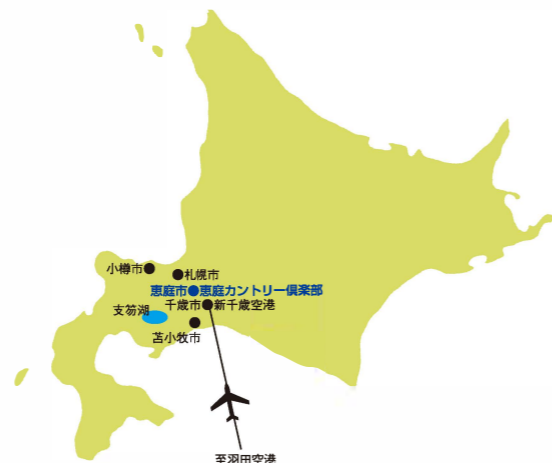 小樽市
札幌市
恵庭市 恵庭カントリー倶楽部
千歳市 新千歳空港
支笏湖
苫小牧市
至羽田空港